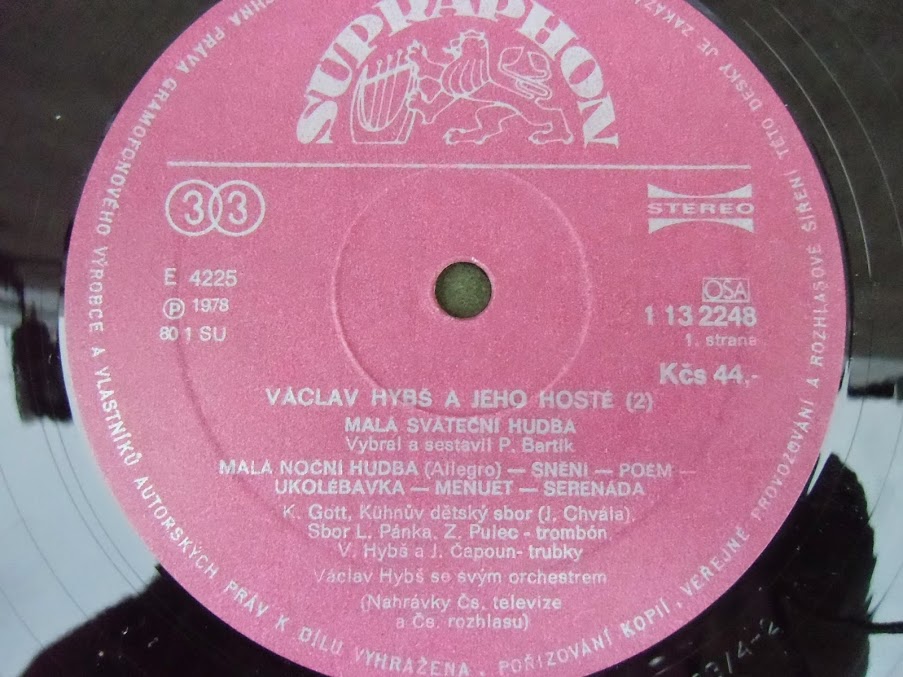 SUPRAPHON
33
STEREO
E 4225
Ⓟ 1978
60 1 SU
OSA
1 13 2248
1. strana
Kčs 44,-
VÁCLAV HYBŠ A JEHO HOSTÉ (2)
MALÁ SVÁTEČNÍ HUDBA
Vybral a sestavil P. Bartík
MALÁ NOČNÍ HUDBA (Allegro) — SNĚNÍ — POÉM —
UKOLÉBAVKA — MENUET — SERENÁDA
K. Gott, Kühnův dětský sbor (J. Chvála)
Sbor L. Pánka, Z. Pulec - trombón
V. Hybš a J. Čapoun- trubky
Václav Hybš se svým orchestrem
(Nahrávky Čs. televize
a Čs. rozhlasu)
PRÁVA GRAMOFONOVÉHO VÝROBCE A VLASTNÍKŮ AUTORSKÝCH PRÁV K DÍLU VYHRAŽENA. POŘIZOVÁNÍ KOPIÍ, VEŘEJNÉ PROVOZOVÁNÍ A ROZHLASOVÉ ŠÍŘENÍ TÉTO DESKY JE